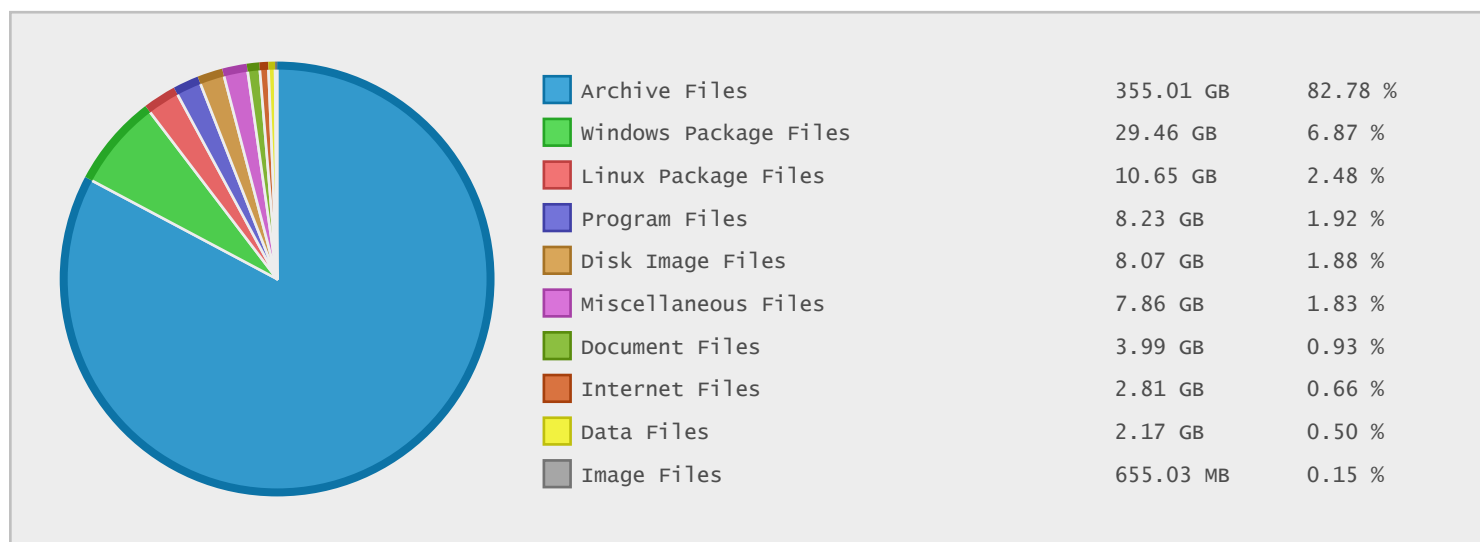 Archive Files 355.01 GB 82.78 %
Windows Package Files 29.46 GB 6.87 %
Linux Package Files 10.65 GB 2.48 %
Program Files 8.23 GB 1.92 %
Disk Image Files 8.07 GB 1.88 %
Miscellaneous Files 7.86 GB 1.83 %
Document Files 3.99 GB 0.93 %
Internet Files 2.81 GB 0.66 %
Data Files 2.17 GB 0.50 %
Image Files 655.03 MB 0.15 %